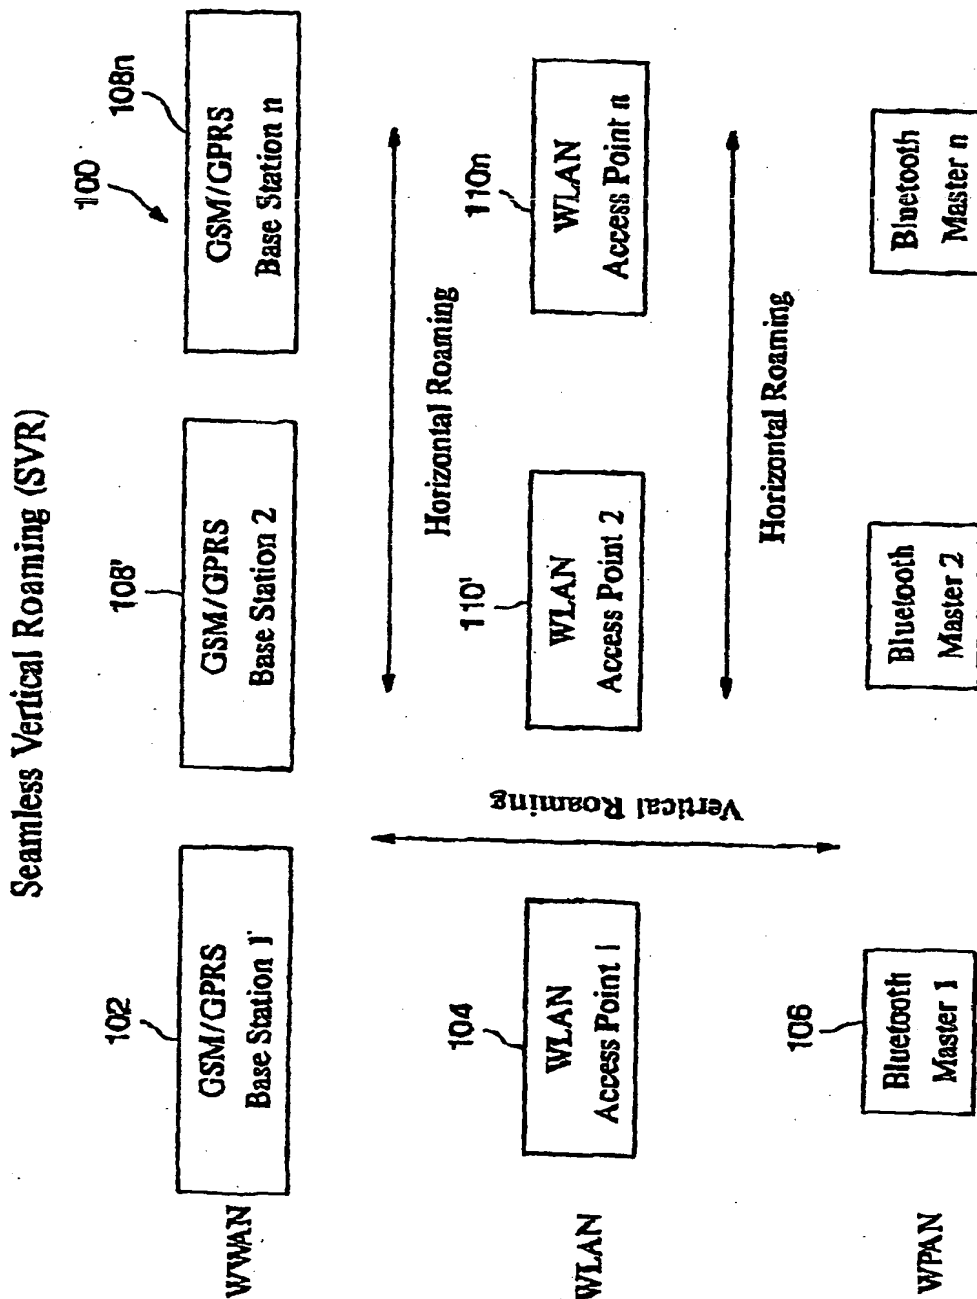 Seamless Vertical Roaming (SVR)
100
102
108'
108n
WWAN
GSM/GPRS
Base Station 1
GSM/GPRS
Base Station 2
GSM/GPRS
Base Station n
Horizontal Roaming
104
110'
110n
WLAN
WLAN
Access Point 1
WLAN
Access Point 2
WLAN
Access Point n
Vertical Roaming
Horizontal Roaming
106
WPAN
Bluetooth
Master 1
Bluetooth
Master 2
Bluetooth
Master n